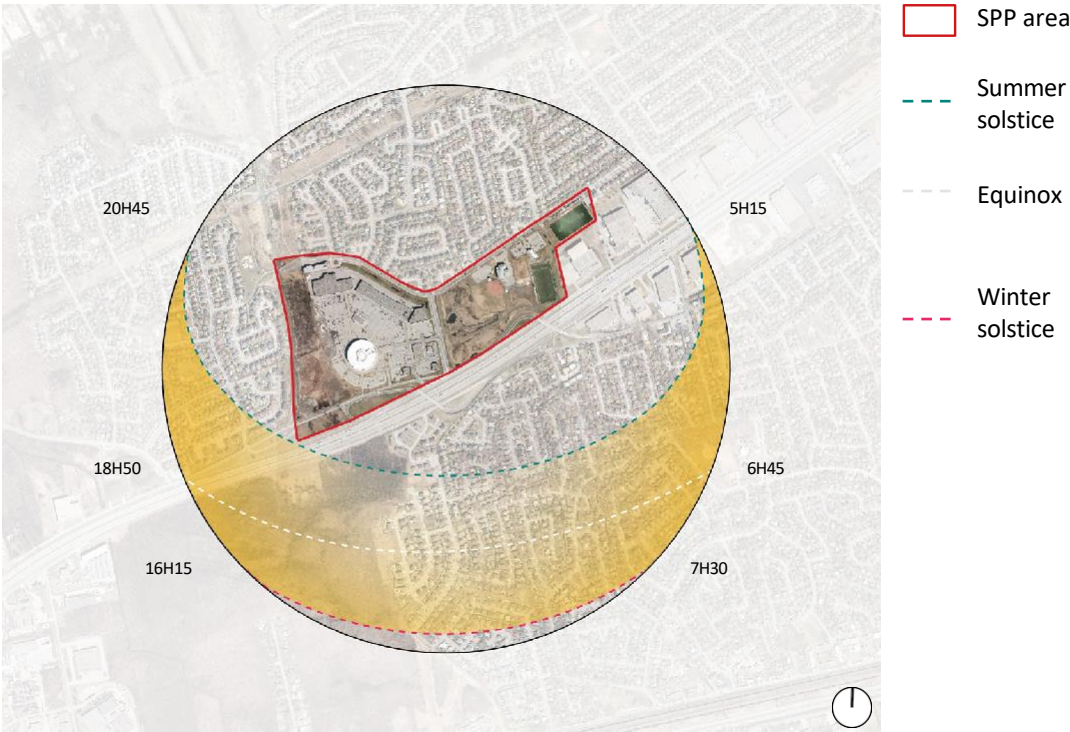 SPP area
Summer
solstice
Equinox
Winter
solstice
20H45
5H15
18H50
6H45
16H15
7H30